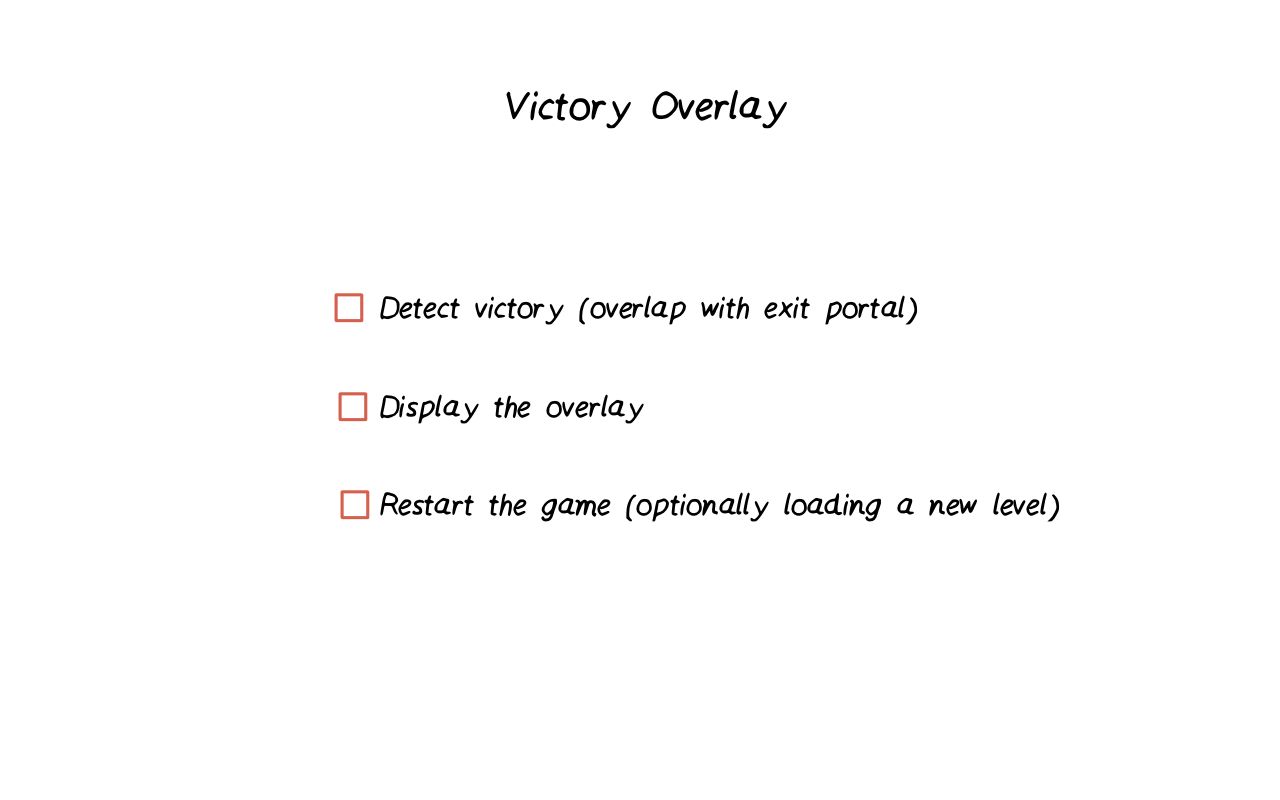 Victory Overlay
Detect victory (overlap with exit portal)
Display the overlay
Restart the game (optionally loading a new level)